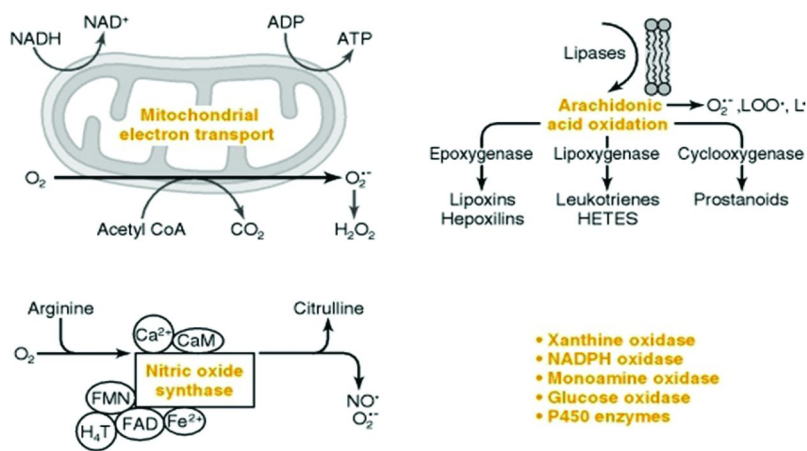 NADH
NAD⁺
ADP
ATP
Mitochondrial
electron transport
O₂
O₂·⁻
Acetyl CoA
CO₂
H₂O₂
Lipases
Arachidonic
acid oxidation
O₂·⁻,LOO·, L·
Epoxygenase
Lipoxygenase
Cyclooxygenase
Lipoxins
Hepoxilins
Leukotrienes
HETES
Prostanoids
Arginine
Citrulline
O₂
Ca²⁺
CaM
Nitric oxide
synthase
FMN
H₄T
FAD
Fe²⁺
NO·
O₂·⁻
• Xanthine oxidase
• NADPH oxidase
• Monoamine oxidase
• Glucose oxidase
• P450 enzymes